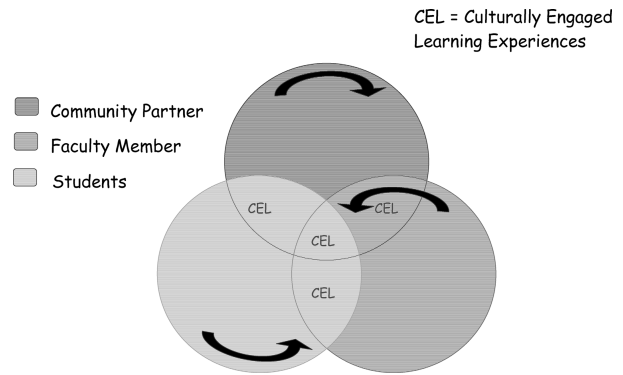 CEL = Culturally Engaged
Learning Experiences
Community Partner
Faculty Member
Students
CEL
CEL
CEL
CEL